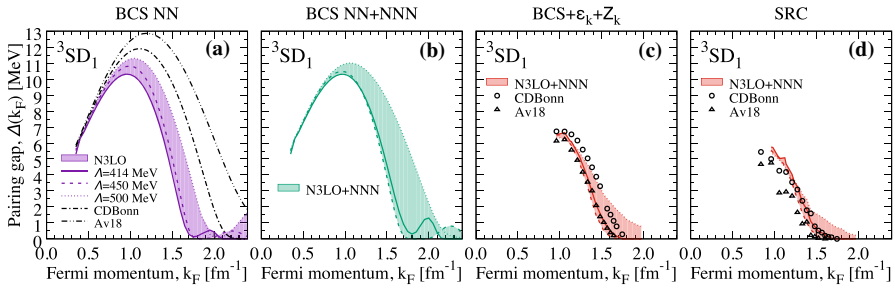 BCS NN
BCS NN+NNN
BCS+εk+Zk
SRC
Pairing gap, Δ(kF) [MeV]
13
12
11
10
9
8
7
6
5
4
3
2
1
0
3SD1
(a)
N3LO
Λ=414 MeV
Λ=450 MeV
Λ=500 MeV
CDBonn
Av18
0.0 0.5 1.0 1.5 2.0
Fermi momentum, kF [fm-1]
3SD1
(b)
N3LO+NNN
0.0 0.5 1.0 1.5 2.0
Fermi momentum, kF [fm-1]
3SD1
(c)
N3LO+NNN
CDBonn
Av18
0.0 0.5 1.0 1.5 2.0
Fermi momentum, kF [fm-1]
3SD1
(d)
N3LO+NNN
CDBonn
Av18
0.0 0.5 1.0 1.5 2.0
Fermi momentum, kF [fm-1]